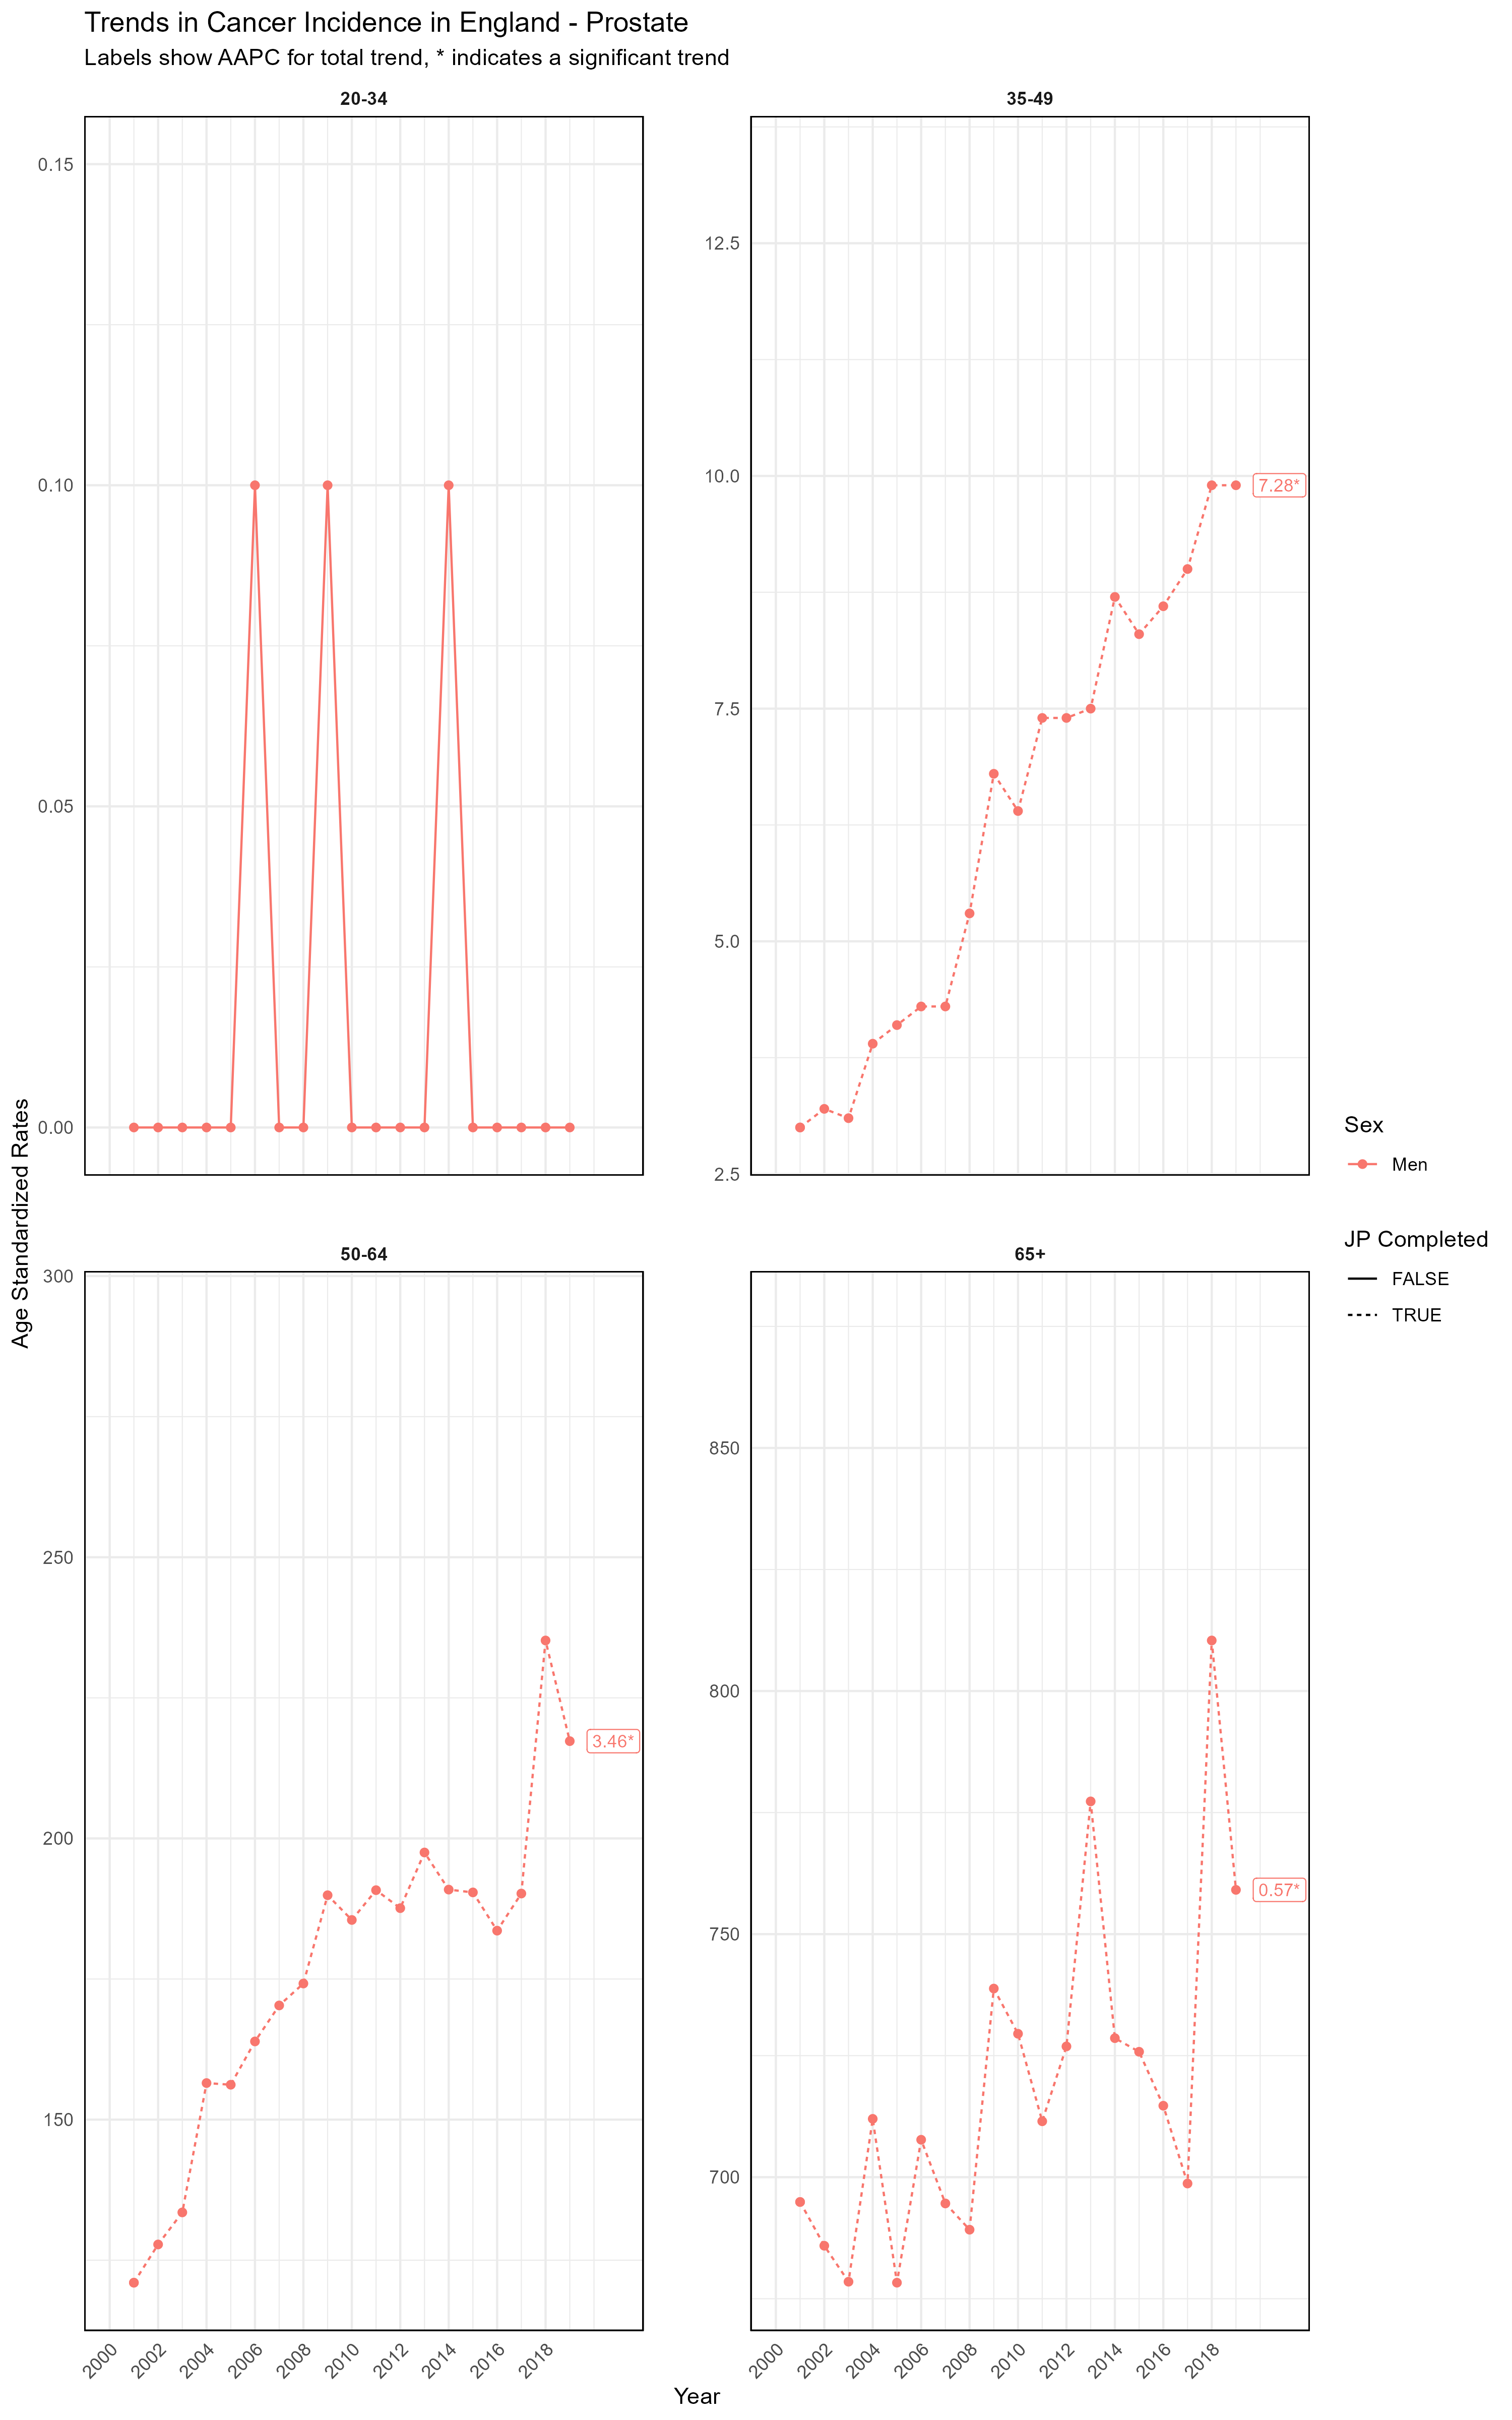 Trends in Cancer Incidence in England - Prostate
Labels show AAPC for total trend, * indicates a significant trend
20-34
35-49
0.15
0.10
0.05
0.00
12.5
10.0
7.5
5.0
2.5
7.28*
50-64
65+
300
250
200
150
850
800
750
700
3.46*
0.57*
2000 2002 2004 2006 2008 2010 2012 2014 2016 2018
2000 2002 2004 2006 2008 2010 2012 2014 2016 2018
Year
Age Standardized Rates
Sex
Men
JP Completed
FALSE
TRUE